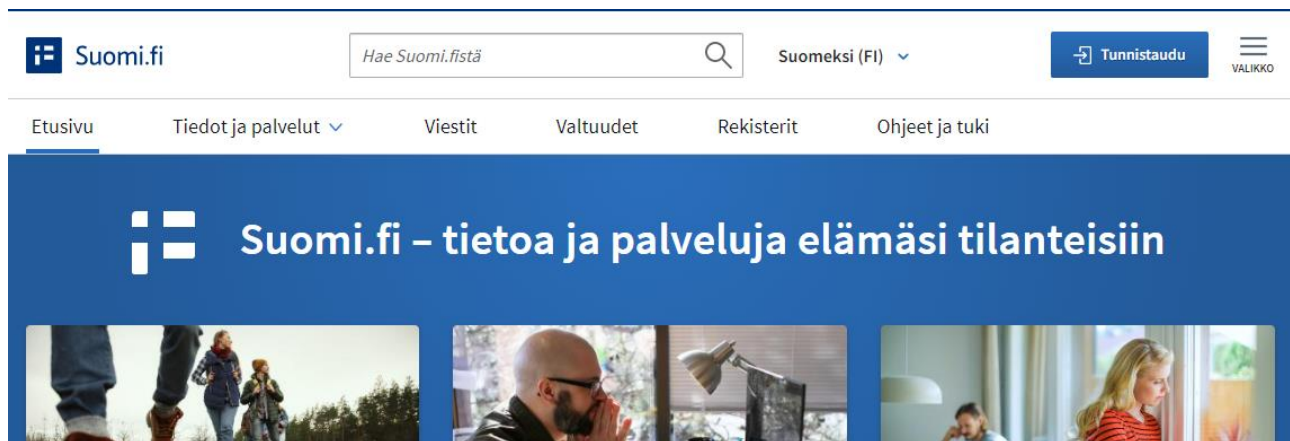 Suomi.fi
Hae Suomi.fistä
Suomeksi (FI)
Tunnistaudu
VALIKKO
Etusivu
Tiedot ja palvelut
Viestit
Valtuudet
Rekisterit
Ohjeet ja tuki
Suomi.fi – tietoa ja palveluja elämäsi tilanteisiin